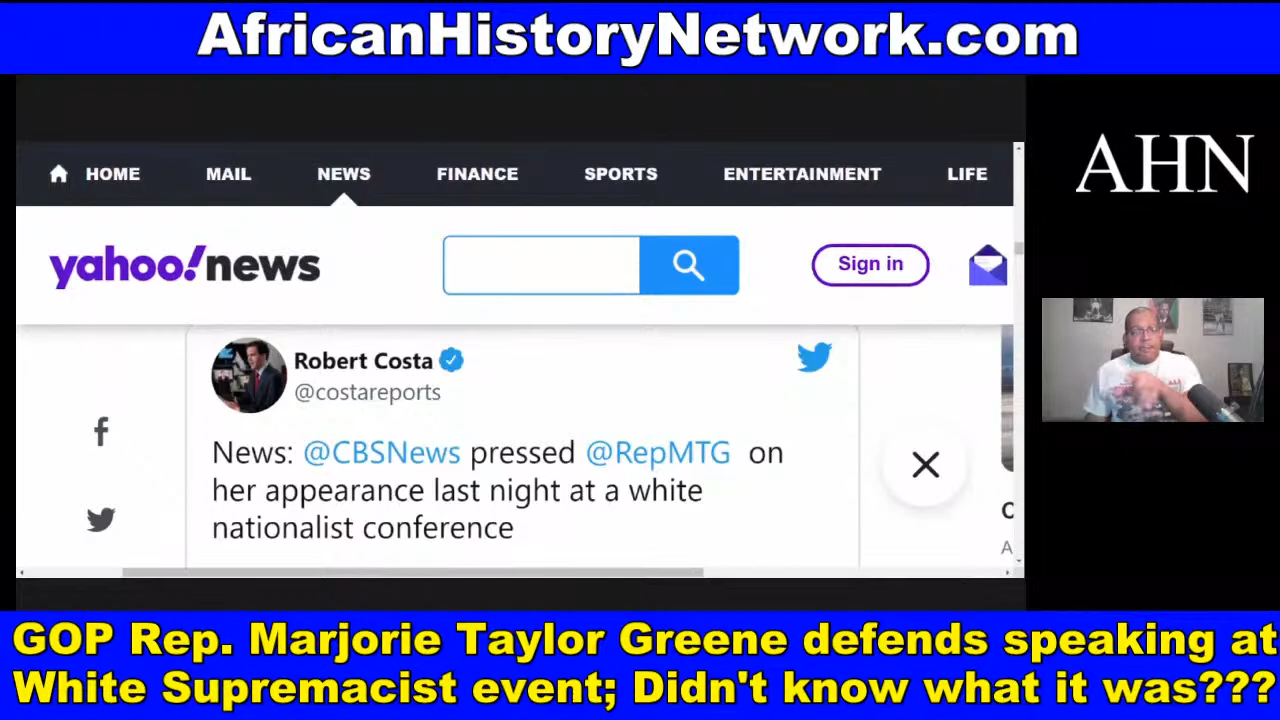 AfricanHistoryNetwork.com
AHN
HOME MAIL NEWS FINANCE SPORTS ENTERTAINMENT LIFE
yahoo!news
Sign in
Robert Costa
@costareports
News: @CBSNews pressed @RepMTG on
her appearance last night at a white
nationalist conference
GOP Rep. Marjorie Taylor Greene defends speaking at
White Supremacist event; Didn't know what it was???